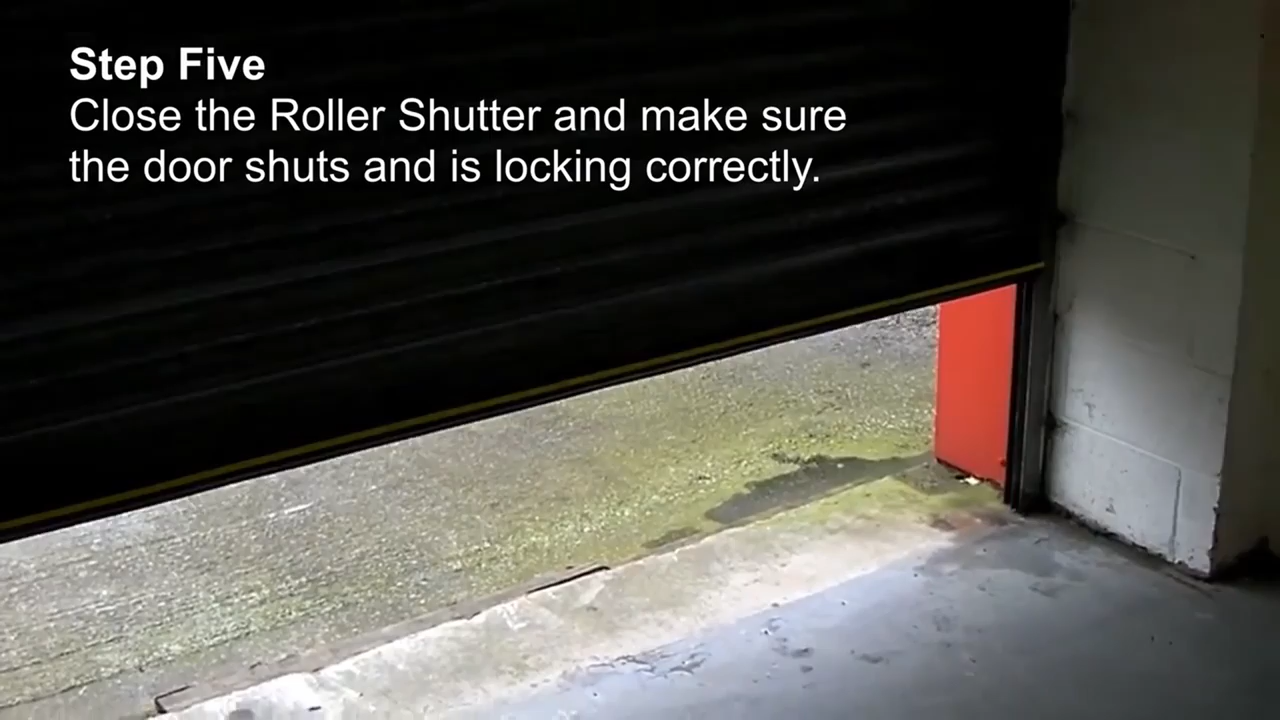 Step Five
Close the Roller Shutter and make sure
the door shuts and is locking correctly.